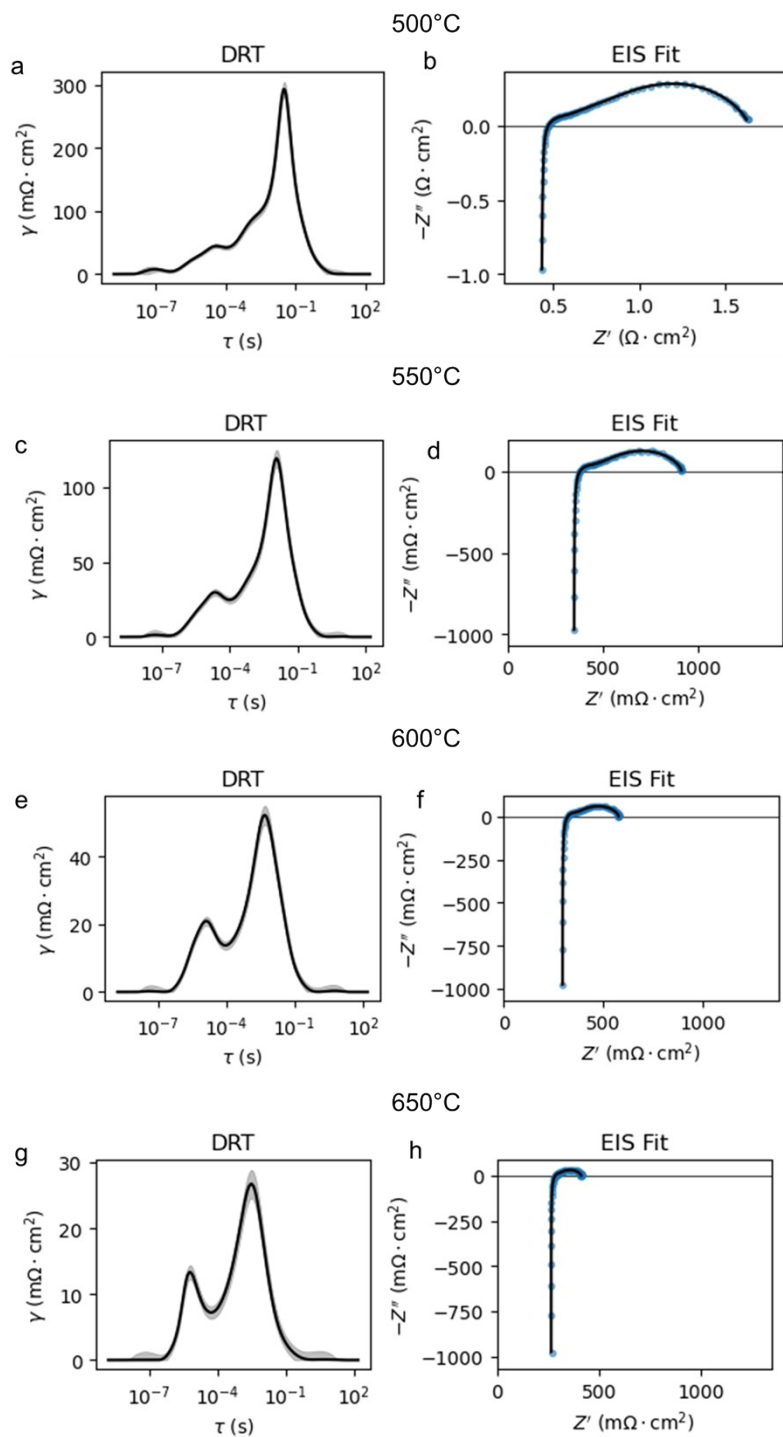 500°C
a
DRT
b
EIS Fit
γ (mΩ · cm²)
300
200
100
0
10⁻⁷
10⁻⁴
10⁻¹
10²
τ (s)
−Z″ (Ω · cm²)
0.0
−0.5
−1.0
0.5
1.0
1.5
Z′ (Ω · cm²)
550°C
c
DRT
d
EIS Fit
γ (mΩ · cm²)
100
50
0
10⁻⁷
10⁻⁴
10⁻¹
10²
τ (s)
−Z″ (mΩ · cm²)
0
−500
−1000
0
500
1000
Z′ (mΩ · cm²)
600°C
e
DRT
f
EIS Fit
γ (mΩ · cm²)
40
20
0
10⁻⁷
10⁻⁴
10⁻¹
10²
τ (s)
−Z″ (mΩ · cm²)
0
−250
−500
−750
−1000
0
500
1000
Z′ (mΩ · cm²)
650°C
g
DRT
h
EIS Fit
γ (mΩ · cm²)
30
20
10
0
10⁻⁷
10⁻⁴
10⁻¹
10²
τ (s)
−Z″ (mΩ · cm²)
0
−250
−500
−750
−1000
0
500
1000
Z′ (mΩ · cm²)